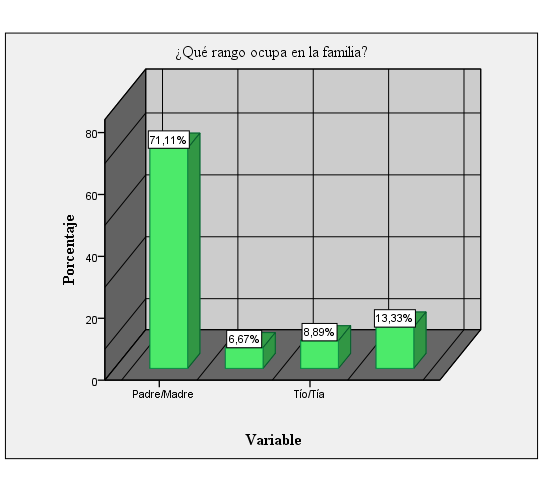 ¿Qué rango ocupa en la familia?
80
60
40
20
0
Porcentaje
71,11%
6,67%
8,89%
13,33%
Padre/Madre
Tío/Tía
Variable